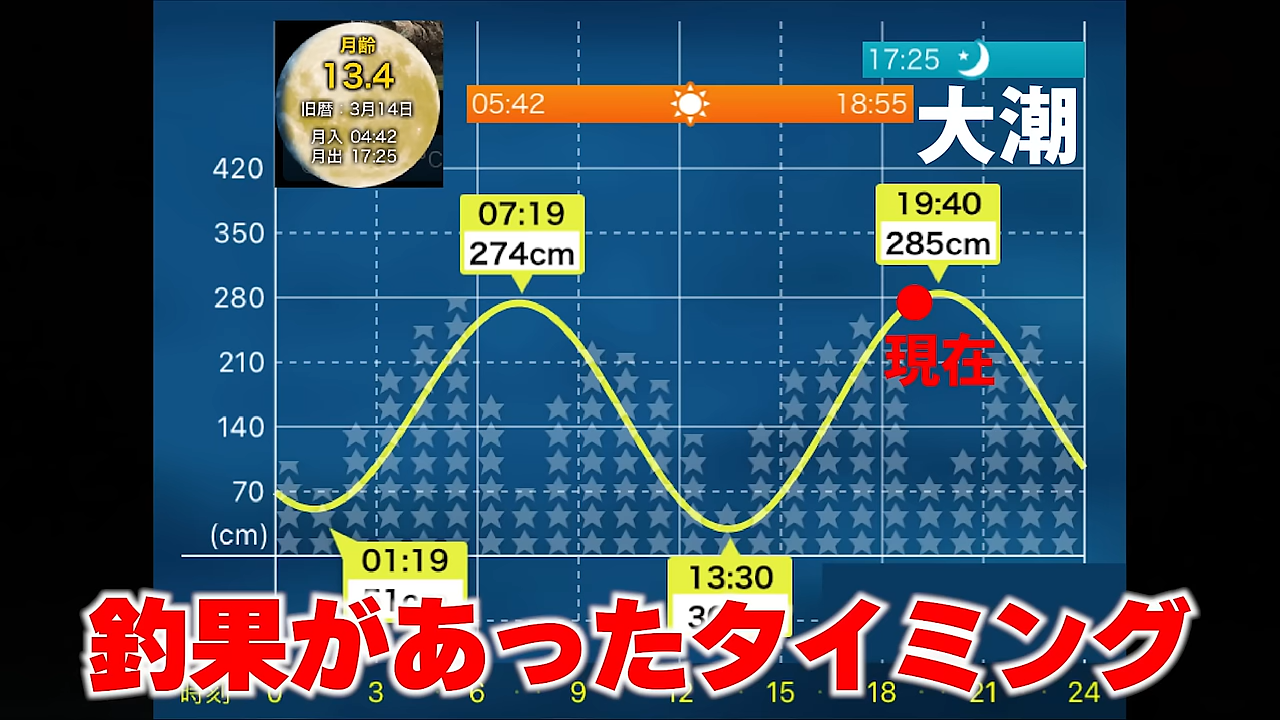 月齢
13.4
旧暦：3月14日
月入 04:42
月出 17:25
°C
17:25
05:42
18:55
大潮
420
350
280
210
140
70
(cm)
07:19
274cm
19:40
285cm
現在
01:19
13:30
釣果があったタイミング
時刻 0 3 6 9 12 15 18 21 24